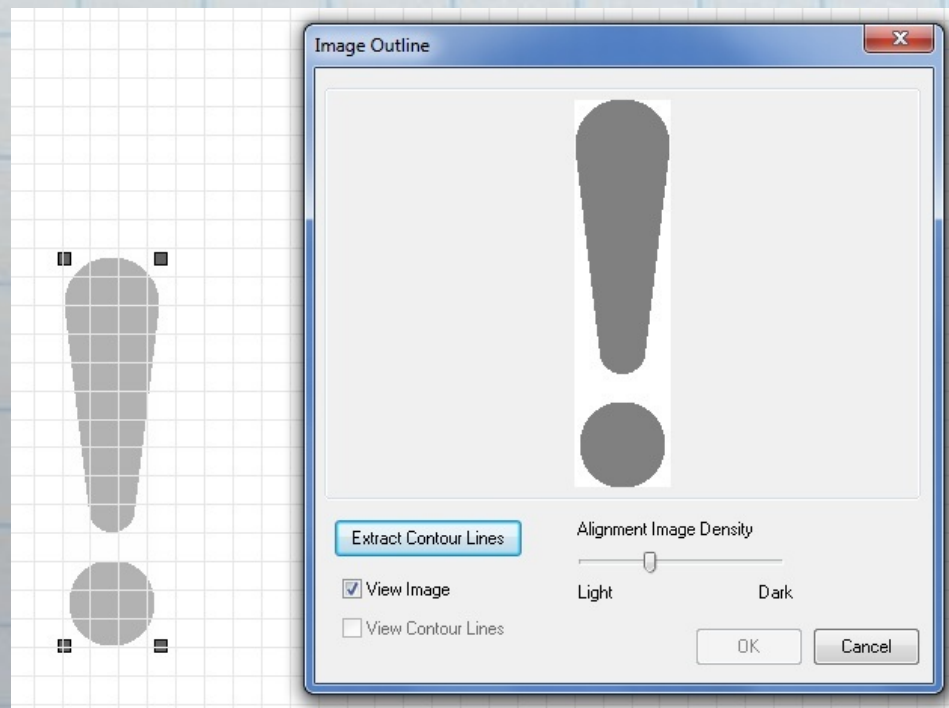 Image Outline
Extract Contour Lines
Alignment Image Density
View Image
Light
Dark
View Contour Lines
OK
Cancel